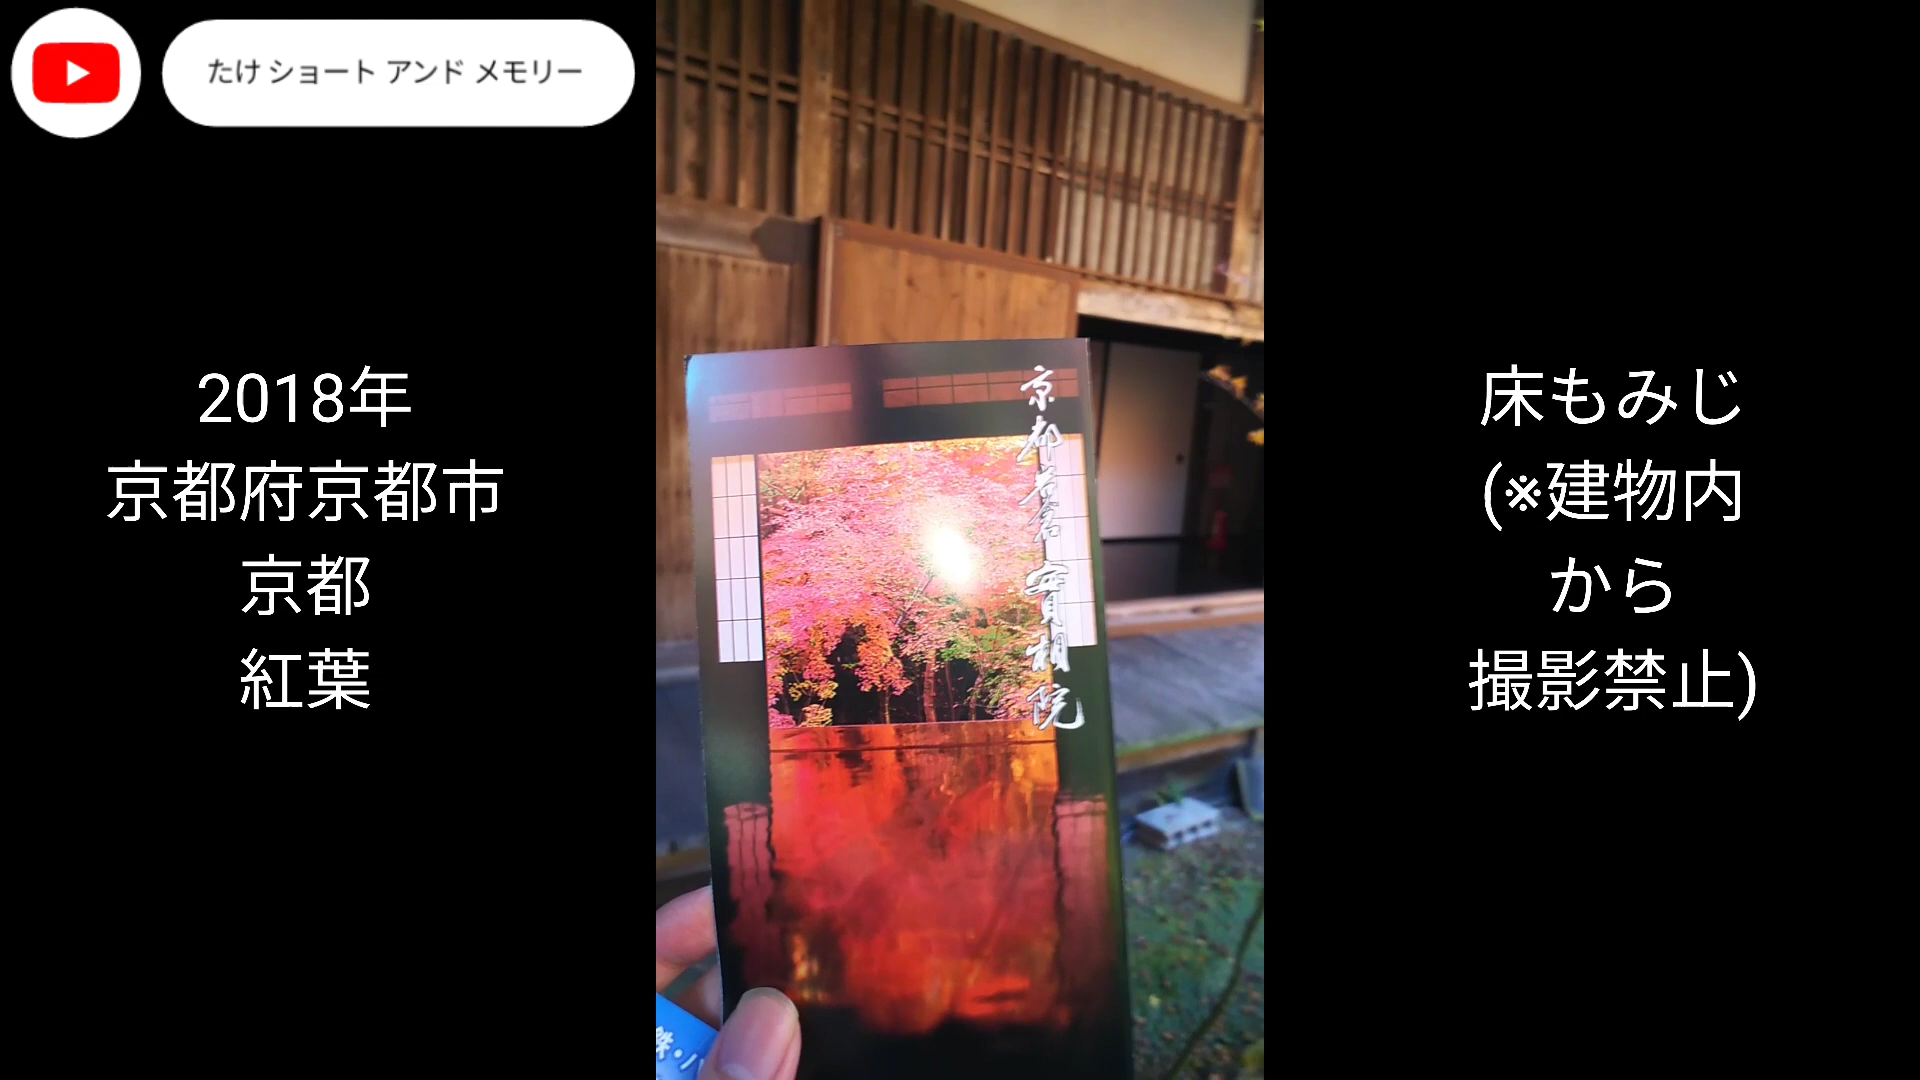 たけ ショート アンド メモリー
2018年
京都府京都市
京都
紅葉
京都岩倉 實相院
床もみじ
(※建物内
から
撮影禁止)